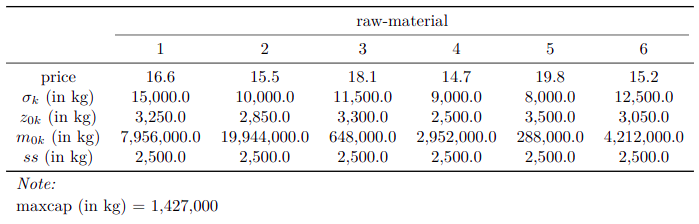 raw-material
1 2 3 4 5 6
price 16.6 15.5 18.1 14.7 19.8 15.2
σk (in kg) 15,000.0 10,000.0 11,500.0 9,000.0 8,000.0 12,500.0
z0k (in kg) 3,250.0 2,850.0 3,300.0 2,500.0 3,500.0 3,050.0
m0k (in kg) 7,956,000.0 19,944,000.0 648,000.0 2,952,000.0 288,000.0 4,212,000.0
ss (in kg) 2,500.0 2,500.0 2,500.0 2,500.0 2,500.0 2,500.0
Note:
maxcap (in kg) = 1,427,000